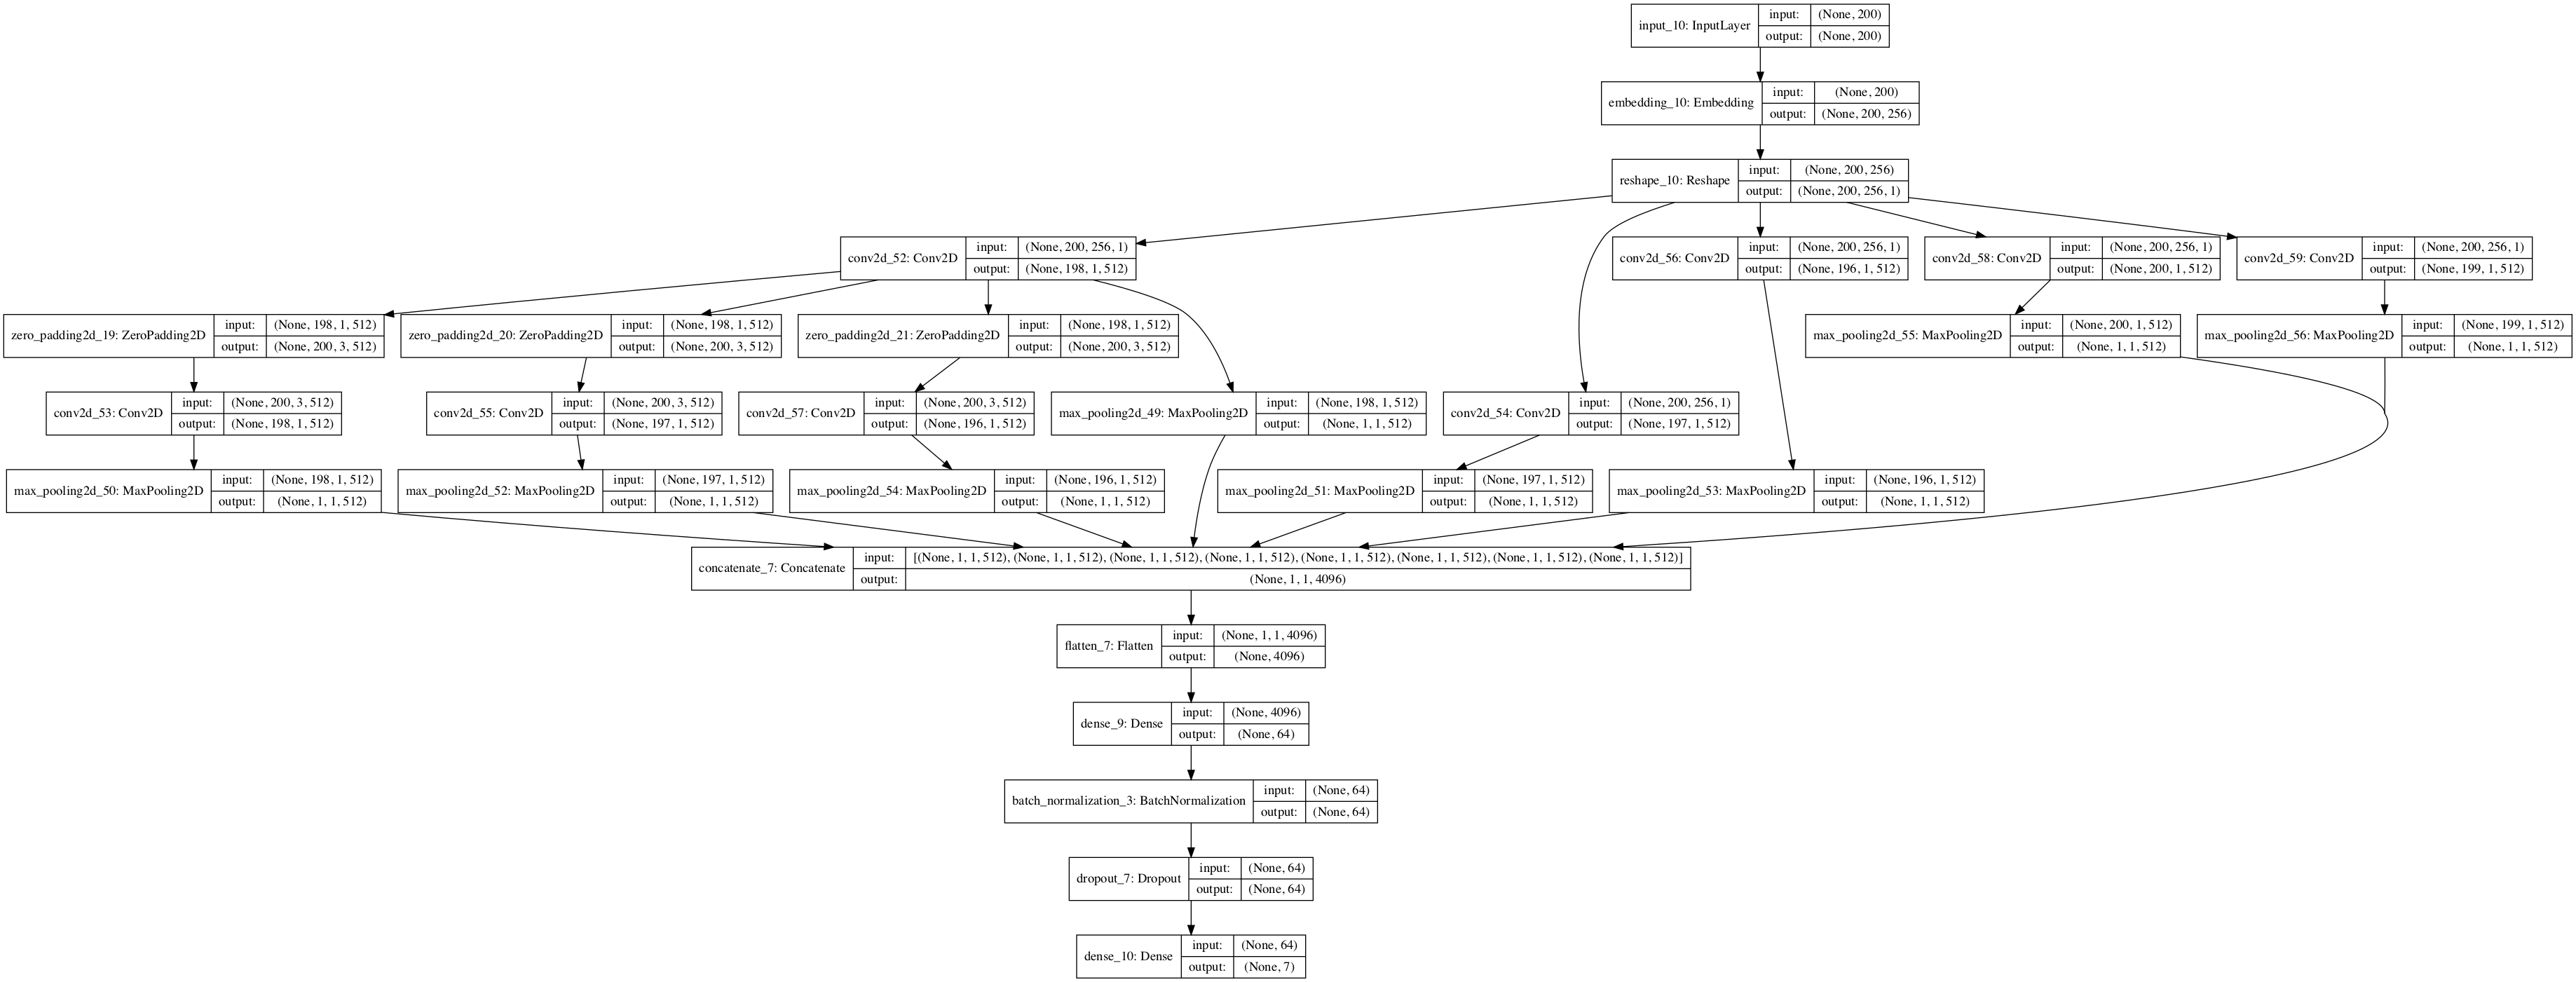 input_10: InputLayer input: (None, 200)
output: (None, 200)
embedding_10: Embedding input: (None, 200)
output: (None, 200, 256)
reshape_10: Reshape input: (None, 200, 256)
output: (None, 200, 256, 1)
conv2d_52: Conv2D input: (None, 200, 256, 1)
output: (None, 198, 1, 512)
conv2d_56: Conv2D input: (None, 200, 256, 1)
output: (None, 196, 1, 512)
conv2d_58: Conv2D input: (None, 200, 256, 1)
output: (None, 200, 1, 512)
conv2d_59: Conv2D input: (None, 200, 256, 1)
output: (None, 199, 1, 512)
zero_padding2d_19: ZeroPadding2D input: (None, 198, 1, 512)
output: (None, 200, 3, 512)
zero_padding2d_20: ZeroPadding2D input: (None, 198, 1, 512)
output: (None, 200, 3, 512)
zero_padding2d_21: ZeroPadding2D input: (None, 198, 1, 512)
output: (None, 200, 3, 512)
max_pooling2d_55: MaxPooling2D input: (None, 200, 1, 512)
output: (None, 1, 1, 512)
max_pooling2d_56: MaxPooling2D input: (None, 199, 1, 512)
output: (None, 1, 1, 512)
conv2d_53: Conv2D input: (None, 200, 3, 512)
output: (None, 198, 1, 512)
conv2d_55: Conv2D input: (None, 200, 3, 512)
output: (None, 197, 1, 512)
conv2d_57: Conv2D input: (None, 200, 3, 512)
output: (None, 196, 1, 512)
max_pooling2d_49: MaxPooling2D input: (None, 198, 1, 512)
output: (None, 1, 1, 512)
conv2d_54: Conv2D input: (None, 200, 256, 1)
output: (None, 197, 1, 512)
max_pooling2d_50: MaxPooling2D input: (None, 198, 1, 512)
output: (None, 1, 1, 512)
max_pooling2d_52: MaxPooling2D input: (None, 197, 1, 512)
output: (None, 1, 1, 512)
max_pooling2d_54: MaxPooling2D input: (None, 196, 1, 512)
output: (None, 1, 1, 512)
max_pooling2d_51: MaxPooling2D input: (None, 197, 1, 512)
output: (None, 1, 1, 512)
max_pooling2d_53: MaxPooling2D input: (None, 196, 1, 512)
output: (None, 1, 1, 512)
concatenate_7: Concatenate input: [(None, 1, 1, 512), (None, 1, 1, 512), (None, 1, 1, 512), (None, 1, 1, 512), (None, 1, 1, 512), (None, 1, 1, 512), (None, 1, 1, 512), (None, 1, 1, 512)]
output: (None, 1, 1, 4096)
flatten_7: Flatten input: (None, 1, 1, 4096)
output: (None, 4096)
dense_9: Dense input: (None, 4096)
output: (None, 64)
batch_normalization_3: BatchNormalization input: (None, 64)
output: (None, 64)
dropout_7: Dropout input: (None, 64)
output: (None, 64)
dense_10: Dense input: (None, 64)
output: (None, 7)